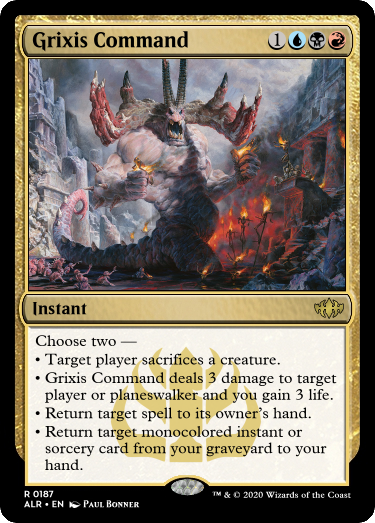 Grixis Command 1
Instant
Choose two —
• Target player sacrifices a creature.
• Grixis Command deals 3 damage to target
player or planeswalker and you gain 3 life.
• Return target spell to its owner's hand.
• Return target monocolored instant or
sorcery card from your graveyard to your
hand.
R 0187
ALR • EN Paul Bonner
™ & © 2020 Wizards of the Coast